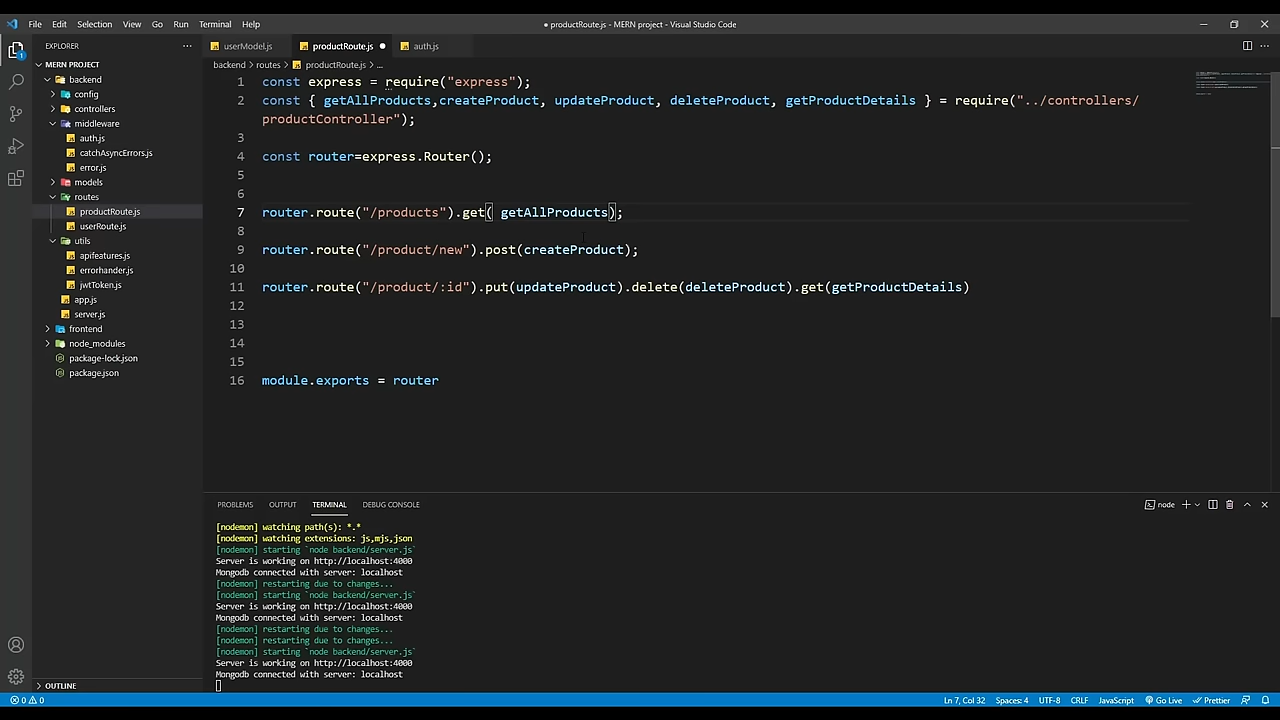 File Edit Selection View Go Run Terminal Help
● productRoute.js - MERN project - Visual Studio Code
EXPLORER
MERN PROJECT
backend
config
controllers
middleware
auth.js
catchAsyncErrors.js
error.js
models
routes
productRoute.js
userRoute.js
utils
apifeatures.js
errorhander.js
jwtToken.js
app.js
server.js
frontend
node_modules
package-lock.json
package.json
OUTLINE
userModel.js productRoute.js ● auth.js
backend > routes > productRoute.js > ...
1 const express = require("express");
2 const { getAllProducts,createProduct, updateProduct, deleteProduct, getProductDetails } = require("../controllers/
productController");
3
4 const router=express.Router();
5
6
7 router.route("/products").get( getAllProducts);
8
9 router.route("/product/new").post(createProduct);
10
11 router.route("/product/:id").put(updateProduct).delete(deleteProduct).get(getProductDetails)
12
13
14
15
16 module.exports = router
PROBLEMS OUTPUT TERMINAL DEBUG CONSOLE
node
[nodemon] watching path(s): *.*
[nodemon] watching extensions: js,mjs,json
[nodemon] starting `node backend/server.js`
Server is working on http://localhost:4000
Mongodb connected with server: localhost
[nodemon] restarting due to changes...
[nodemon] starting `node backend/server.js`
Server is working on http://localhost:4000
Mongodb connected with server: localhost
[nodemon] restarting due to changes...
[nodemon] restarting due to changes...
[nodemon] starting `node backend/server.js`
Server is working on http://localhost:4000
Mongodb connected with server: localhost
0 0 Ln 7, Col 32 Spaces: 4 UTF-8 CRLF JavaScript Go Live Prettier